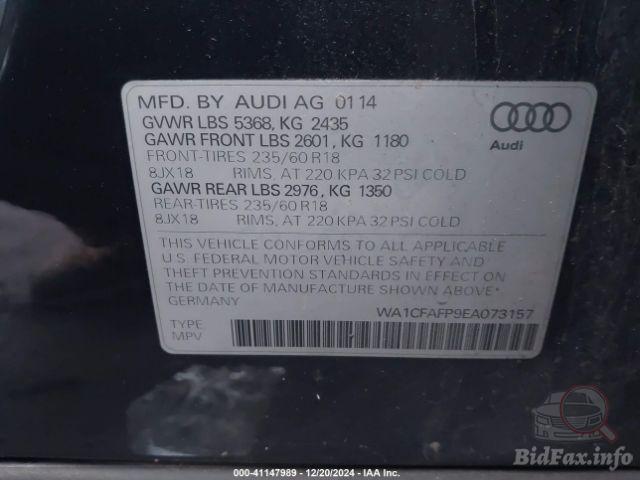 MFD. BY AUDI AG 01 14
GVWR LBS 5368, KG 2435
GAWR FRONT LBS 2601, KG 1180
FRONT-TIRES 235/60 R18
8JX18 RIMS, AT 220 KPA 32 PSI COLD
GAWR REAR LBS 2976, KG 1350
REAR-TIRES 235/60 R18
8JX18 RIMS, AT 220 KPA 32 PSI COLD
Audi
THIS VEHICLE CONFORMS TO ALL APPLICABLE
U.S. FEDERAL MOTOR VEHICLE SAFETY AND
THEFT PREVENTION STANDARDS IN EFFECT ON
THE DATE OF MANUFACTURE SHOWN ABOVE.
GERMANY
WA1CFAFP9EA073157
TYPE
MPV
BidFax.info
000-41147989 - 12/20/2024 - IAA Inc.